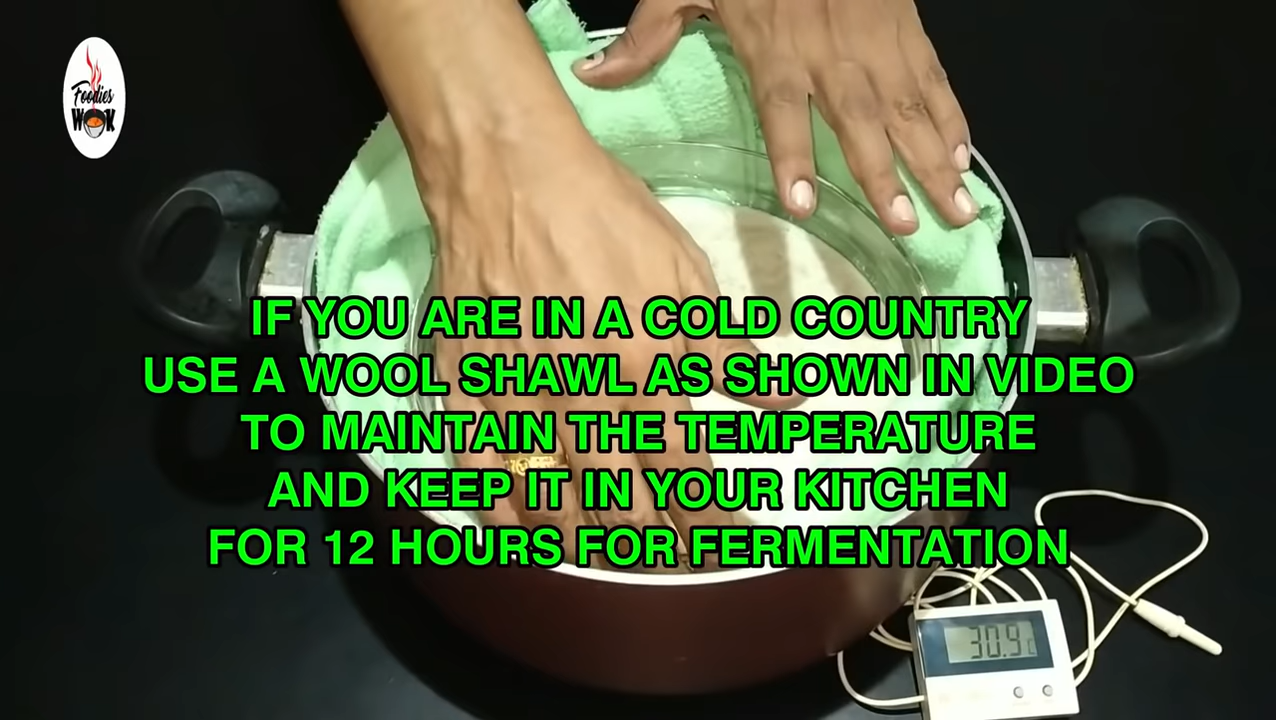 Foodies
WOK
IF YOU ARE IN A COLD COUNTRY
USE A WOOL SHAWL AS SHOWN IN VIDEO
TO MAINTAIN THE TEMPERATURE
AND KEEP IT IN YOUR KITCHEN
FOR 12 HOURS FOR FERMENTATION
30.9